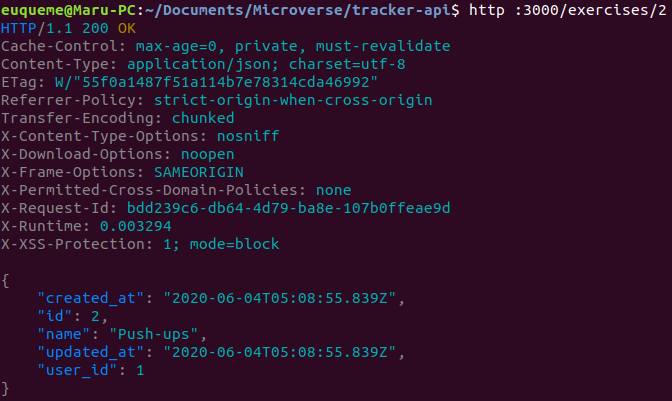 euqueme@Maru-PC:~/Documents/Microverse/tracker-api$ http :3000/exercises/2
HTTP/1.1 200 OK
Cache-Control: max-age=0, private, must-revalidate
Content-Type: application/json; charset=utf-8
ETag: W/"55f0a1487f51a114b7e78314cda46992"
Referrer-Policy: strict-origin-when-cross-origin
Transfer-Encoding: chunked
X-Content-Type-Options: nosniff
X-Download-Options: noopen
X-Frame-Options: SAMEORIGIN
X-Permitted-Cross-Domain-Policies: none
X-Request-Id: bdd239c6-db64-4d79-ba8e-107b0ffeae9d
X-Runtime: 0.003294
X-XSS-Protection: 1; mode=block

{
    "created_at": "2020-06-04T05:08:55.839Z",
    "id": 2,
    "name": "Push-ups",
    "updated_at": "2020-06-04T05:08:55.839Z",
    "user_id": 1
}